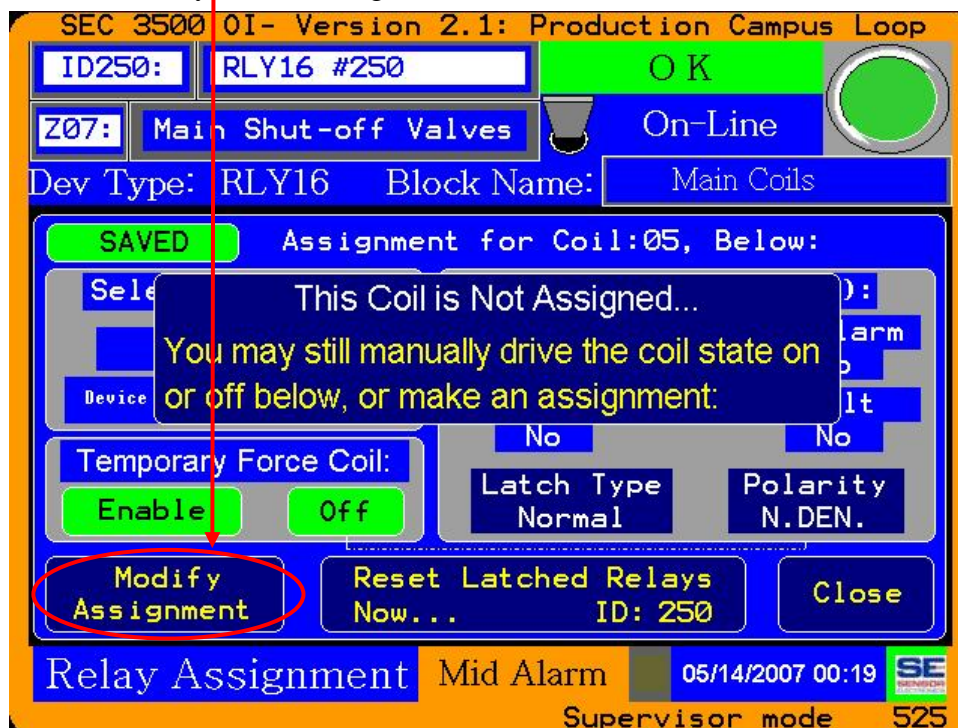 SEC 3500 OI- Version 2.1: Production Campus Loop
ID250: RLY16 #250 OK
Z07: Main Shut-off Valves On-Line
Dev Type: RLY16 Block Name: Main Coils
SAVED Assignment for Coil:05, Below:
This Coil is Not Assigned...
You may still manually drive the coil state on
or off below, or make an assignment:
Device
No No
Temporary Force Coil:
Enable Off
Latch Type Polarity
Normal N.DEN.
Modify
Assignment
Reset Latched Relays
Now... ID: 250
Close
Relay Assignment Mid Alarm 05/14/2007 00:19 SE
SENSOR
Supervisor mode 525